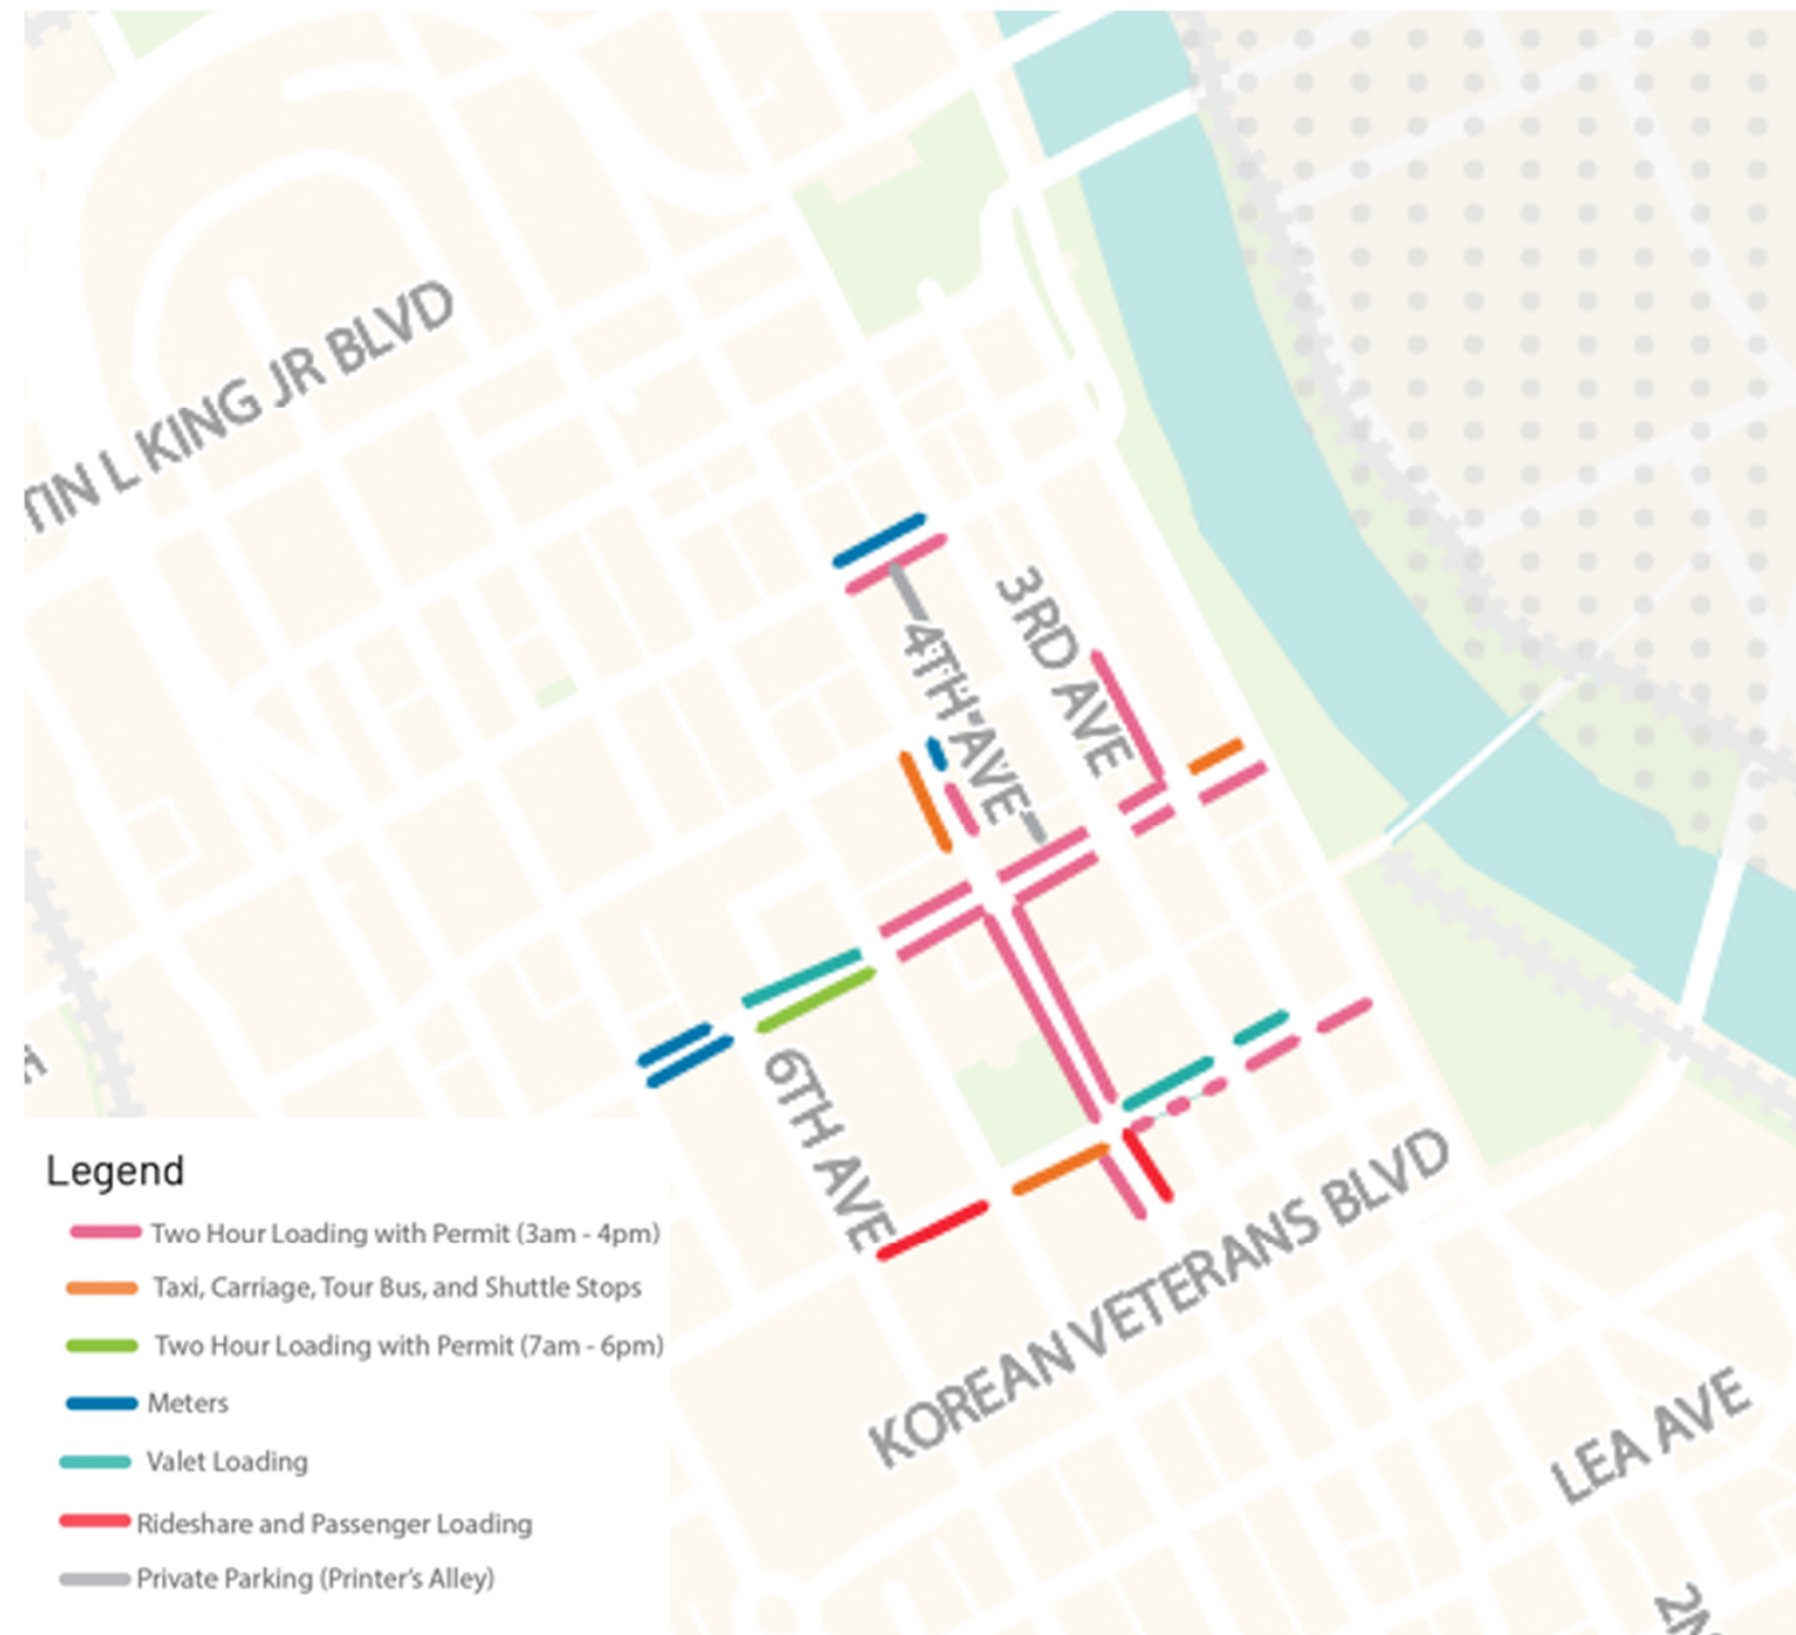 TIN L KING JR BLVD
3RD AVE
4TH AVE
6TH AVE
KOREAN VETERANS BLVD
LEA AVE
Legend
Two Hour Loading with Permit (3am - 4pm)
Taxi, Carriage, Tour Bus, and Shuttle Stops
Two Hour Loading with Permit (7am - 6pm)
Meters
Valet Loading
Rideshare and Passenger Loading
Private Parking (Printer's Alley)